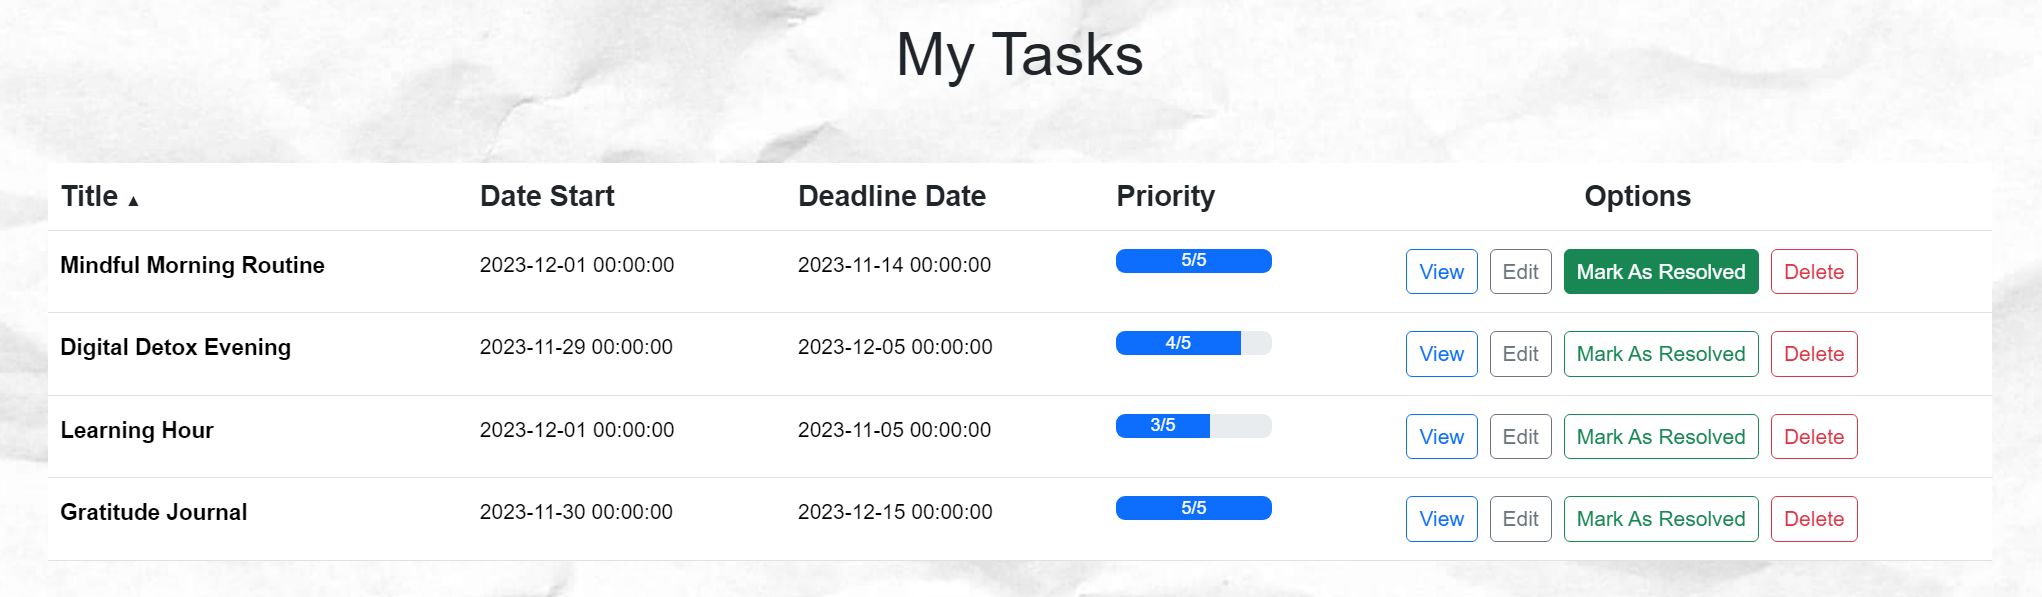 My Tasks
Title ▲ Date Start Deadline Date Priority Options
Mindful Morning Routine 2023-12-01 00:00:00 2023-11-14 00:00:00 5/5 View Edit Mark As Resolved Delete
Digital Detox Evening 2023-11-29 00:00:00 2023-12-05 00:00:00 4/5 View Edit Mark As Resolved Delete
Learning Hour 2023-12-01 00:00:00 2023-11-05 00:00:00 3/5 View Edit Mark As Resolved Delete
Gratitude Journal 2023-11-30 00:00:00 2023-12-15 00:00:00 5/5 View Edit Mark As Resolved Delete